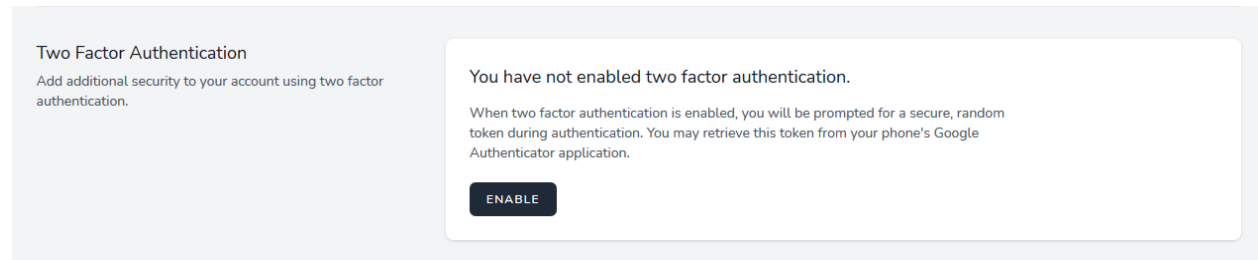 Two Factor Authentication
Add additional security to your account using two factor
authentication.
You have not enabled two factor authentication.
When two factor authentication is enabled, you will be prompted for a secure, random
token during authentication. You may retrieve this token from your phone's Google
Authenticator application.
ENABLE